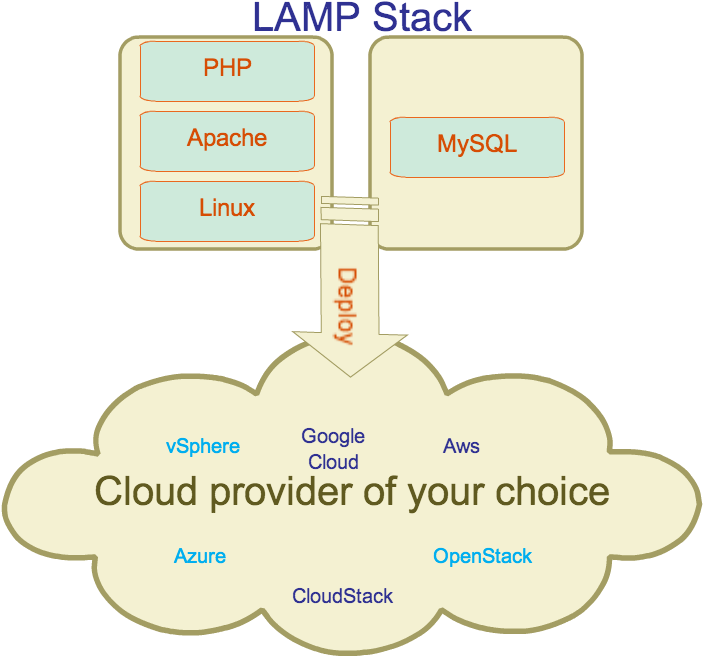 LAMP Stack
PHP
Apache
Linux
MySQL
Deploy
vSphere
Google
Cloud
Aws
Cloud provider of your choice
Azure
OpenStack
CloudStack